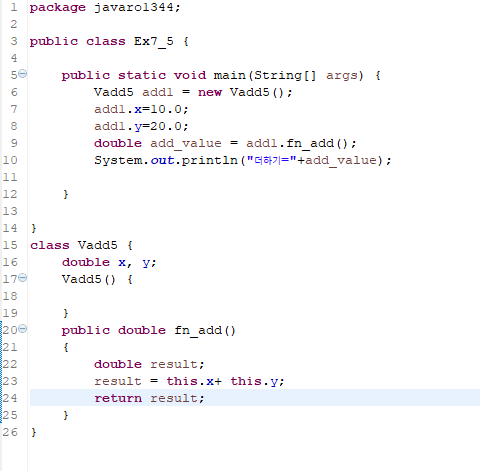 1 package javaro1344;
2
3 public class Ex7_5 {
4
5 public static void main(String[] args) {
6 Vadd5 add1 = new Vadd5();
7 add1.x=10.0;
8 add1.y=20.0;
9 double add_value = add1.fn_add();
10 System.out.println("더하기="+add_value);
11
12 }
13
14 }
15 class Vadd5 {
16 double x, y;
17 Vadd5() {
18
19 }
20 public double fn_add()
21 {
22 double result;
23 result = this.x+ this.y;
24 return result;
25 }
26 }